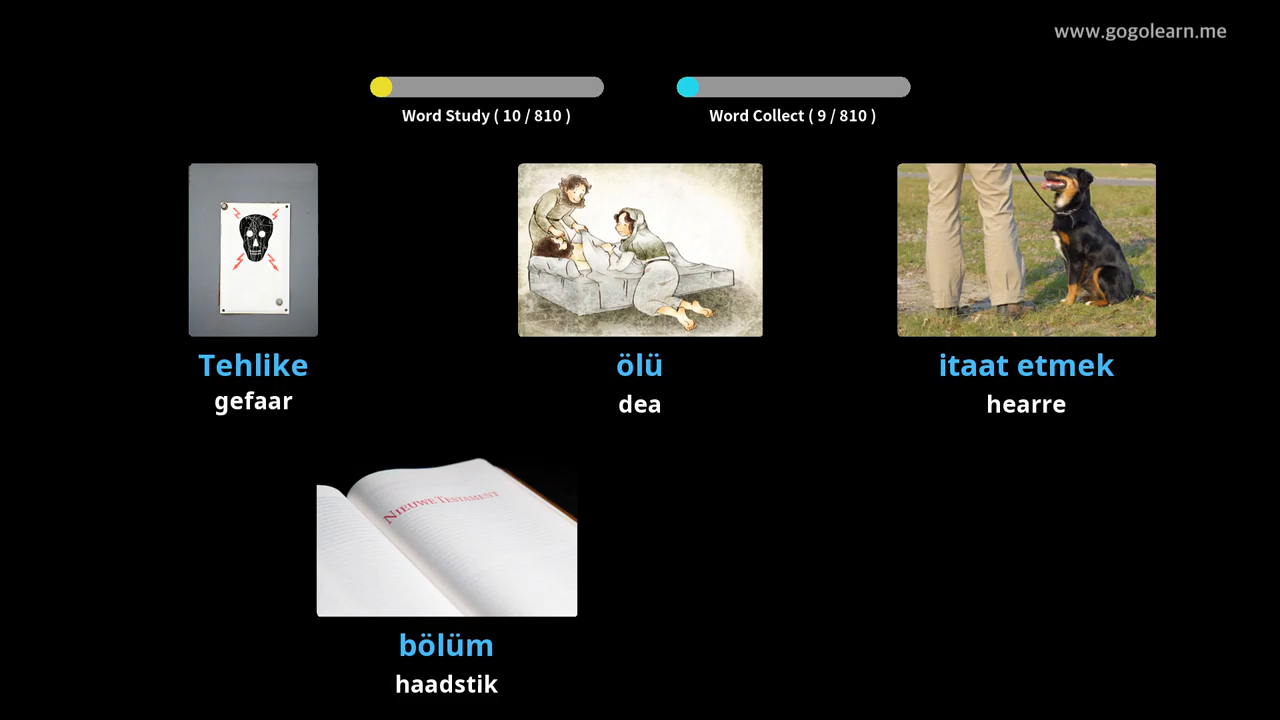 www.gogolearn.me
Word Study ( 10 / 810 )
Word Collect ( 9 / 810 )
Tehlike
gefaar
ölü
dea
itaat etmek
hearre
NIEUWE TESTAMENT
bölüm
haadstik